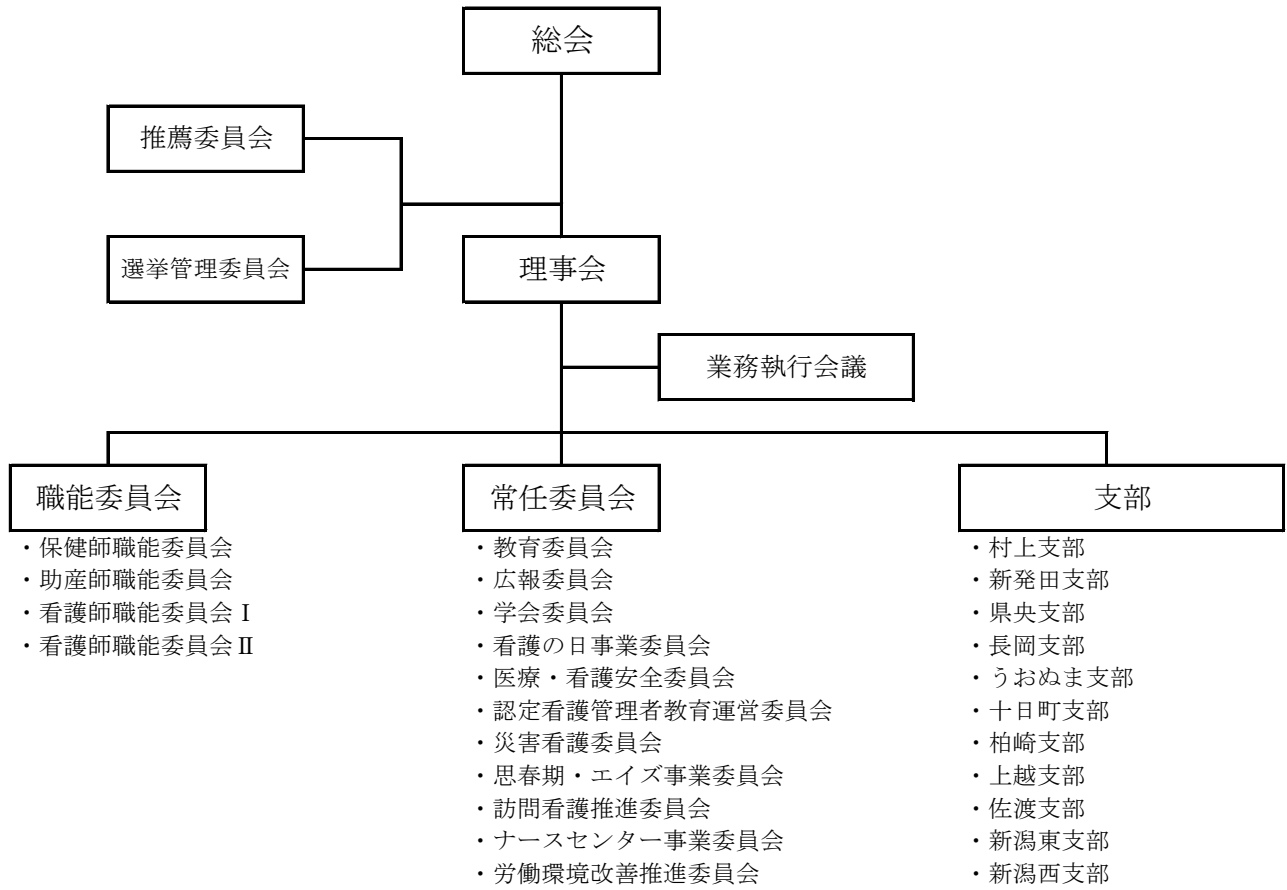 総会
推薦委員会
選挙管理委員会
理事会
業務執行会議
職能委員会
・保健師職能委員会
・助産師職能委員会
・看護師職能委員会Ⅰ
・看護師職能委員会Ⅱ
常任委員会
・教育委員会
・広報委員会
・学会委員会
・看護の日事業委員会
・医療・看護安全委員会
・認定看護管理者教育運営委員会
・災害看護委員会
・思春期・エイズ事業委員会
・訪問看護推進委員会
・ナースセンター事業委員会
・労働環境改善推進委員会
支部
・村上支部
・新発田支部
・県央支部
・長岡支部
・うおぬま支部
・十日町支部
・柏崎支部
・上越支部
・佐渡支部
・新潟東支部
・新潟西支部